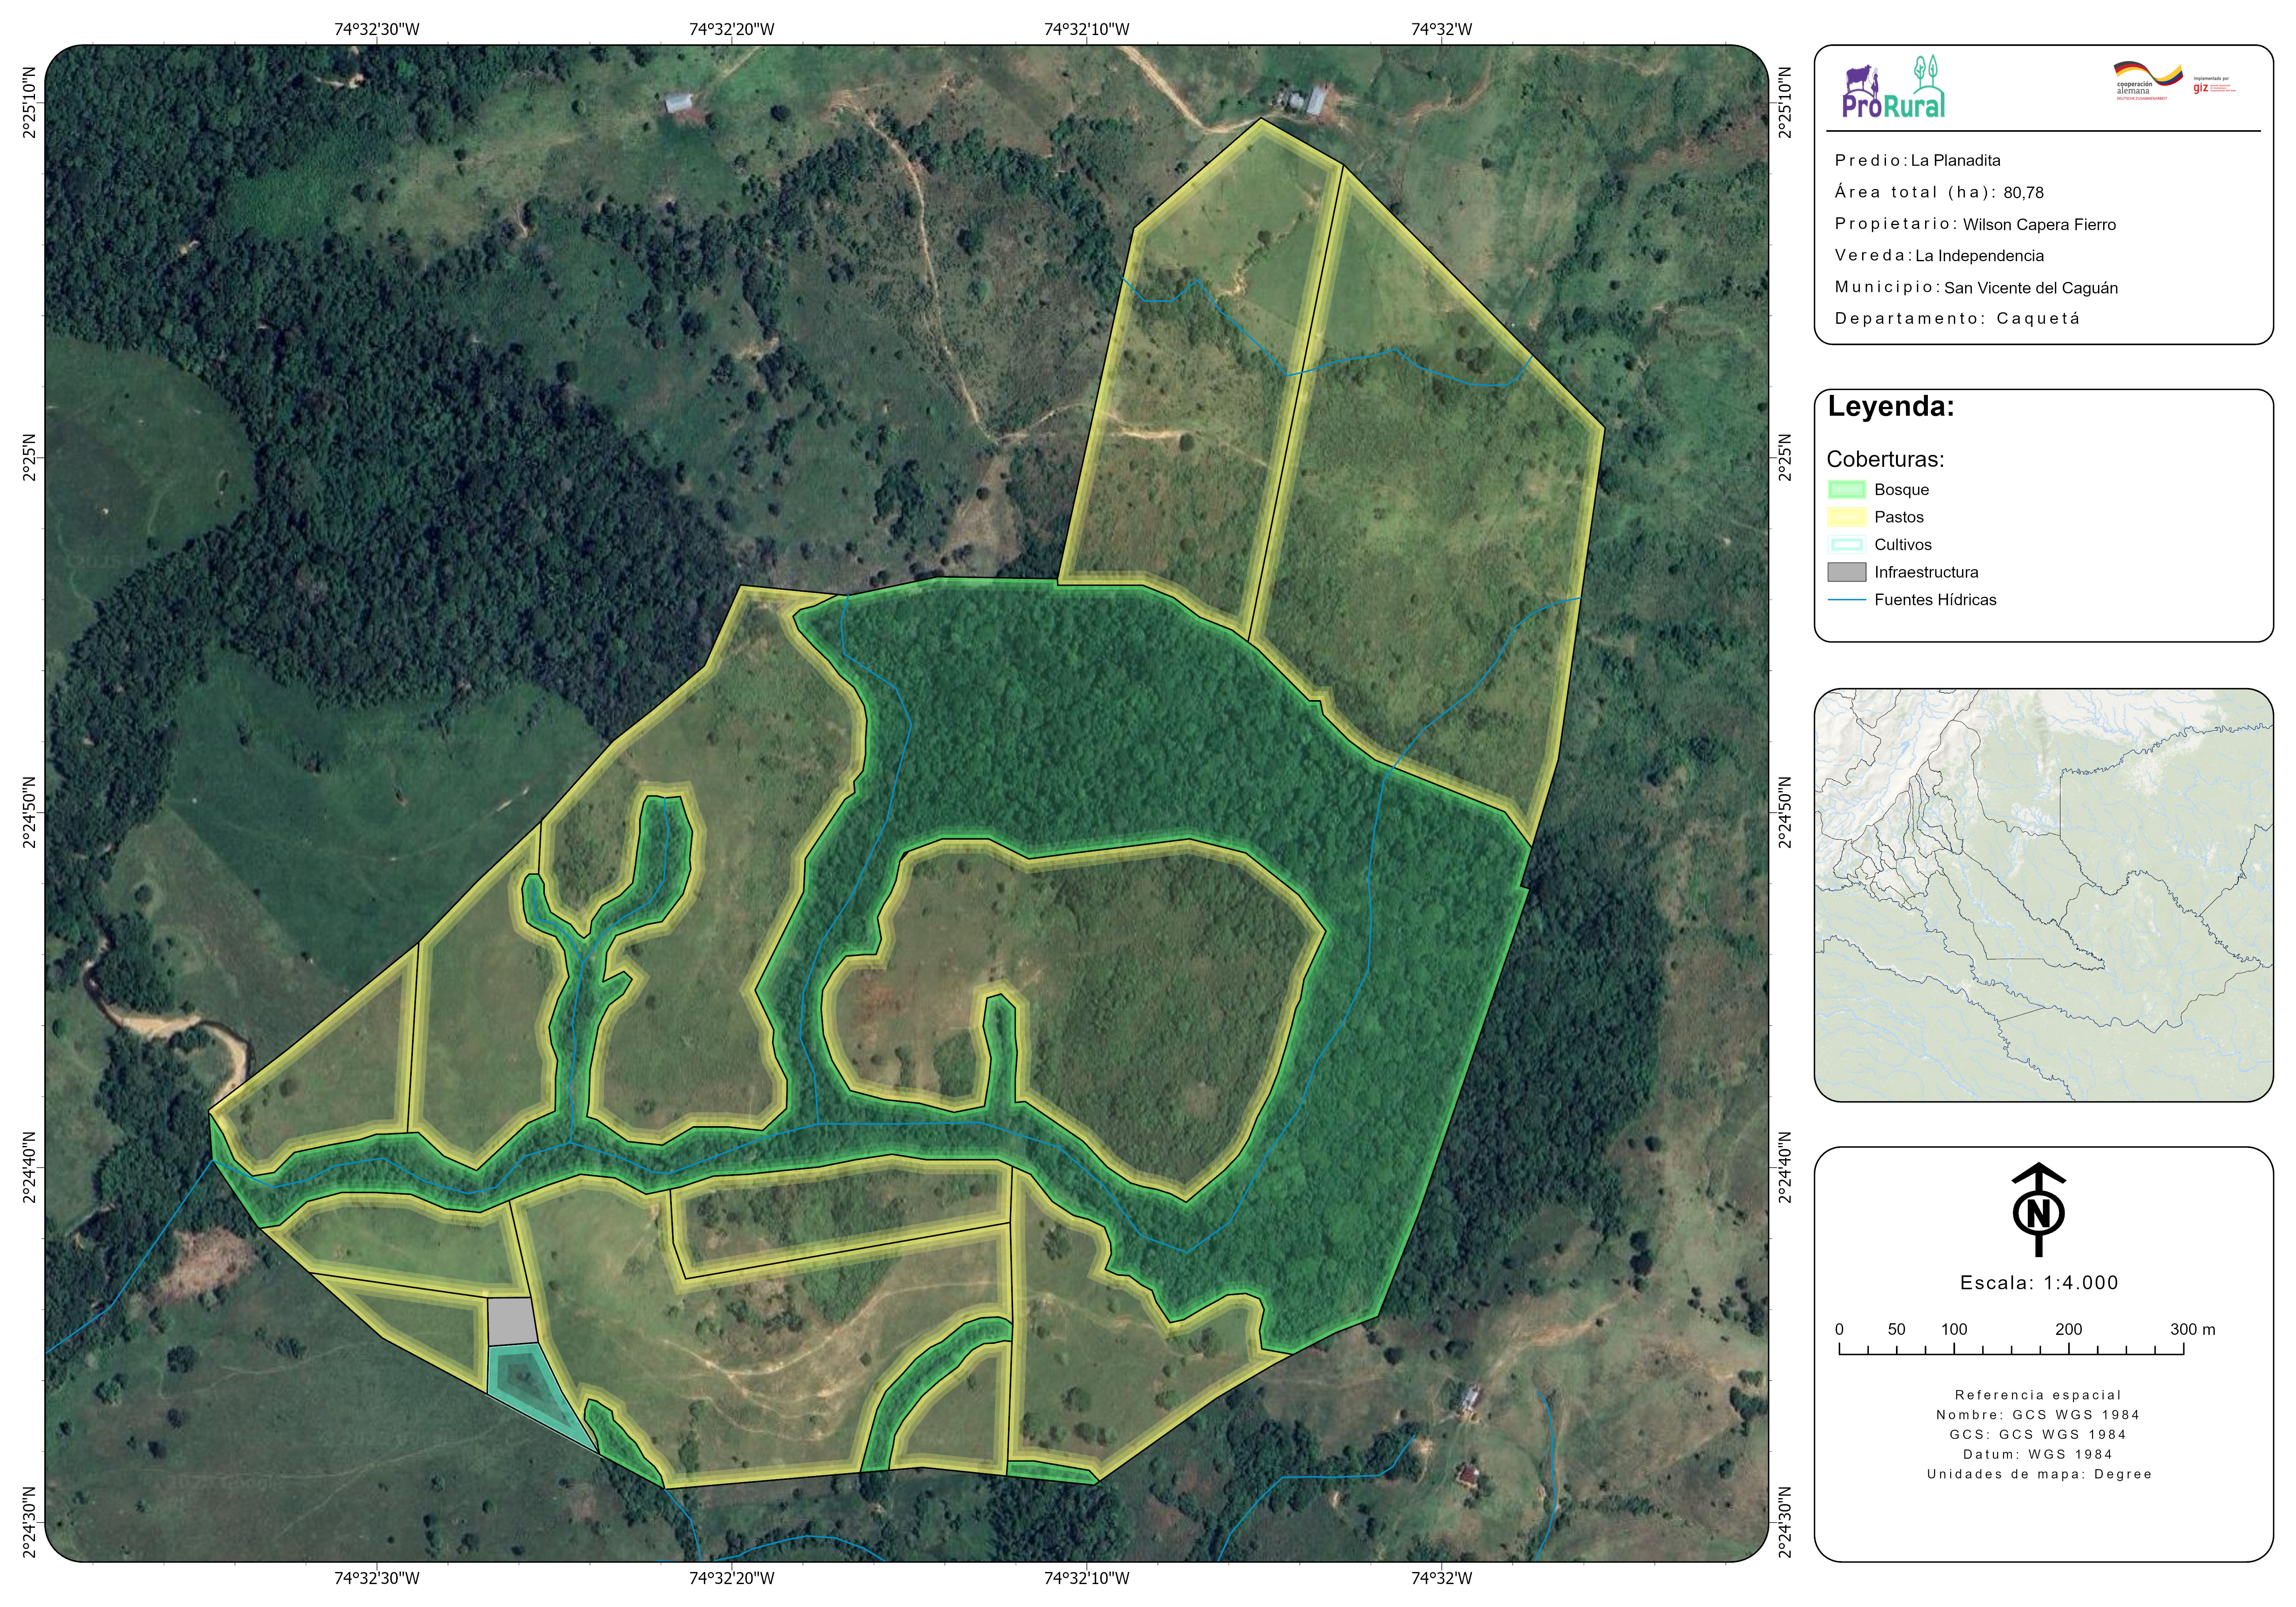 74°32'30"W 74°32'20"W 74°32'10"W 74°32'W
2°25'10"N 2°25'10"N
2°25'N 2°25'N
2°24'50"N 2°24'50"N
2°24'40"N 2°24'40"N
2°24'30"N 2°24'30"N
74°32'30"W 74°32'20"W 74°32'10"W 74°32'W
ProRural
cooperación
alemana
DEUTSCHE ZUSAMMENARBEIT
Implementada por
giz
Predio: La Planadita
Área total (ha): 80,78
Propietario: Wilson Capera Fierro
Vereda: La Independencia
Municipio: San Vicente del Caguán
Departamento: Caquetá
Leyenda:
Coberturas:
Bosque
Pastos
Cultivos
Infraestructura
Fuentes Hídricas
N
Escala: 1:4.000
0 50 100 200 300 m
Referencia espacial
Nombre: GCS WGS 1984
GCS: GCS WGS 1984
Datum: WGS 1984
Unidades de mapa: Degree